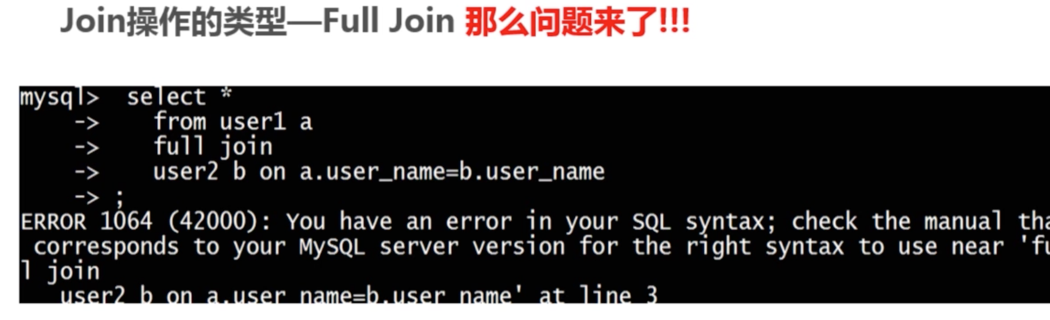 Join操作的类型—Full Join 那么问题来了!!!
mysql>  select *
    ->    from user1 a
    ->    full join
    ->    user2 b on a.user_name=b.user_name
    -> ;
ERROR 1064 (42000): You have an error in your SQL syntax; check the manual tha
 corresponds to your MySQL server version for the right syntax to use near 'fu
l join
   user2 b on a.user_name=b.user_name' at line 3